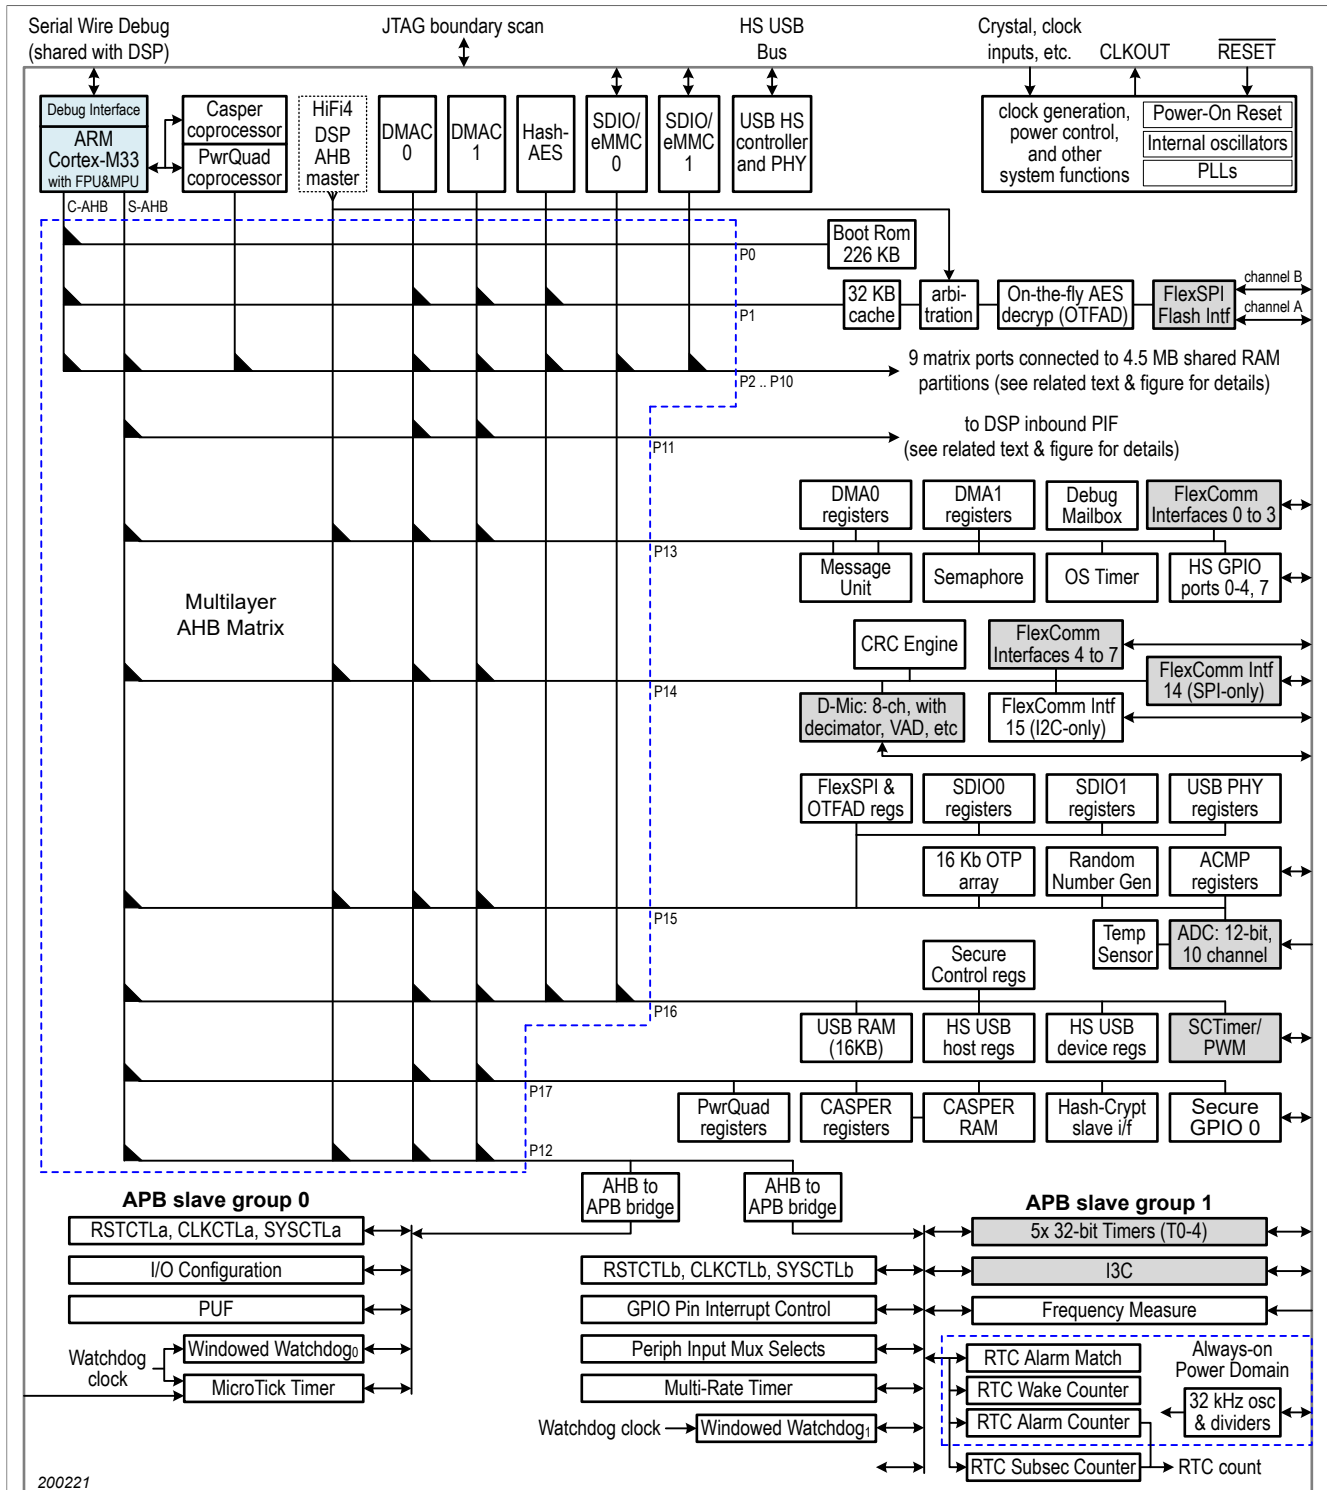 Serial Wire Debug
(shared with DSP)
JTAG boundary scan
HS USB
Bus
Crystal, clock
inputs, etc.
CLKOUT
RESET
Debug Interface
ARM
Cortex-M33
with FPU&MPU
Casper
coprocessor
PwrQuad
coprocessor
HiFi4
DSP
AHB
master
DMAC
0
DMAC
1
Hash-
AES
SDIO/
eMMC
0
SDIO/
eMMC
1
USB HS
controller
and PHY
clock generation,
power control,
and other
system functions
Power-On Reset
Internal oscillators
PLLs
C-AHB
S-AHB
Boot Rom
226 KB
P0
32 KB
cache
arbi-
tration
On-the-fly AES
decryp (OTFAD)
FlexSPI
Flash Intf
channel B
channel A
P1
9 matrix ports connected to 4.5 MB shared RAM
partitions (see related text & figure for details)
P2 .. P10
to DSP inbound PIF
(see related text & figure for details)
P11
DMA0
registers
DMA1
registers
Debug
Mailbox
FlexComm
Interfaces 0 to 3
P13
Message
Unit
Semaphore
OS Timer
HS GPIO
ports 0-4, 7
Multilayer
AHB Matrix
CRC Engine
FlexComm
Interfaces 4 to 7
FlexComm Intf
14 (SPI-only)
P14
D-Mic: 8-ch, with
decimator, VAD, etc
FlexComm Intf
15 (I2C-only)
FlexSPI &
OTFAD regs
SDIO0
registers
SDIO1
registers
USB PHY
registers
16 Kb OTP
array
Random
Number Gen
ACMP
registers
P15
Temp
Sensor
ADC: 12-bit,
10 channel
Secure
Control regs
P16
USB RAM
(16KB)
HS USB
host regs
HS USB
device regs
SCTimer/
PWM
P17
PwrQuad
registers
CASPER
registers
CASPER
RAM
Hash-Crypt
slave i/f
Secure
GPIO 0
P12
AHB to
APB bridge
AHB to
APB bridge
APB slave group 0
APB slave group 1
RSTCTLa, CLKCTLa, SYSCTLa
I/O Configuration
PUF
Windowed Watchdog0
MicroTick Timer
Watchdog
clock
RSTCTLb, CLKCTLb, SYSCTLb
GPIO Pin Interrupt Control
Periph Input Mux Selects
Multi-Rate Timer
Watchdog clock
Windowed Watchdog1
5x 32-bit Timers (T0-4)
I3C
Frequency Measure
RTC Alarm Match
RTC Wake Counter
RTC Alarm Counter
RTC Subsec Counter
Always-on
Power Domain
32 kHz osc
& dividers
RTC count
200221